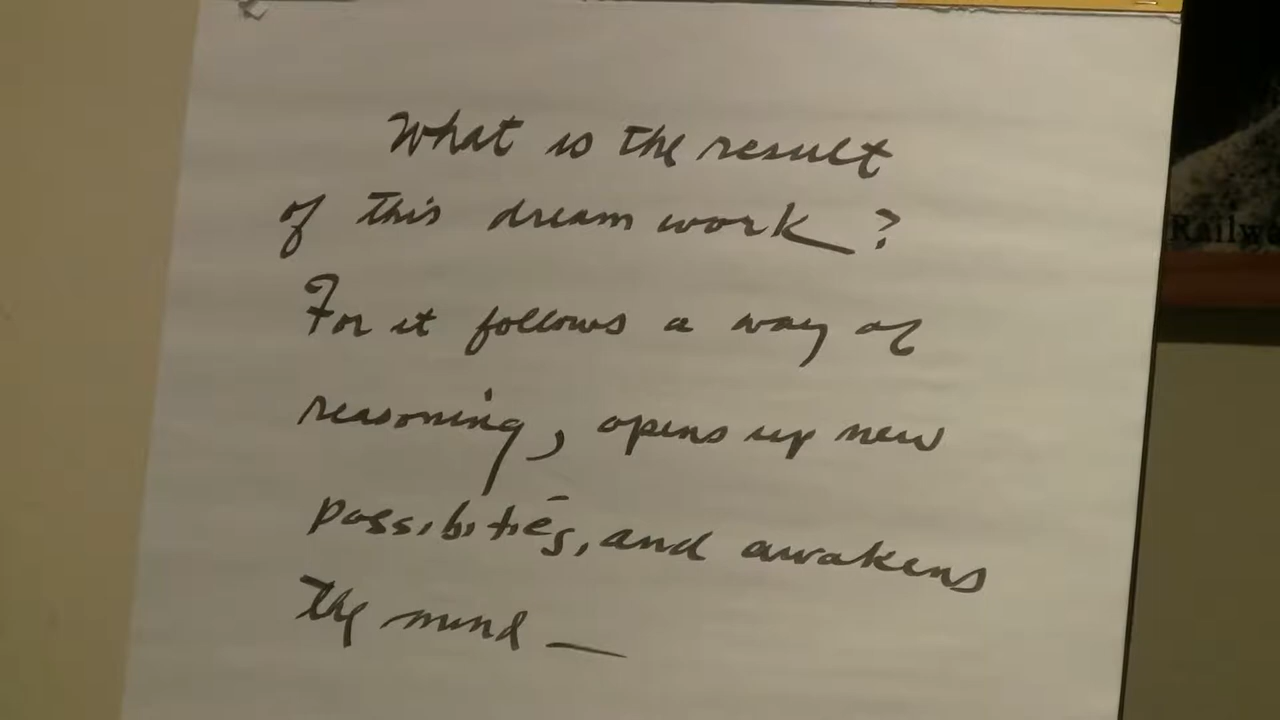 What is the result
of this dream work?
For it follows a way of
reasoning, opens up new
possibities, and awakens
the mind —
Railwa